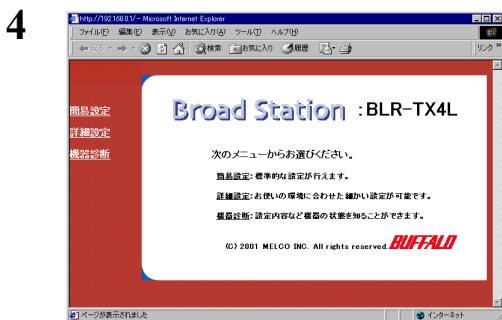 4
http://192.168.0.1/ - Microsoft Internet Explorer
ファイル(F) 編集(E) 表示(V) お気に入り(A) ツール(T) ヘルプ(H)
戻る 検索 お気に入り 履歴 リンク »
簡易設定
詳細設定
機器診断
Broad Station :BLR-TX4L
次のメニューからお選びください。
簡易設定: 標準的な設定が行えます。
詳細設定: お使いの環境に合わせた細かい設定が可能です。
機器診断: 設定内容など機器の状態を知ることができます。
(C) 2001 MELCO INC. All rights reserved. BUFFALO
ページが表示されました インターネット